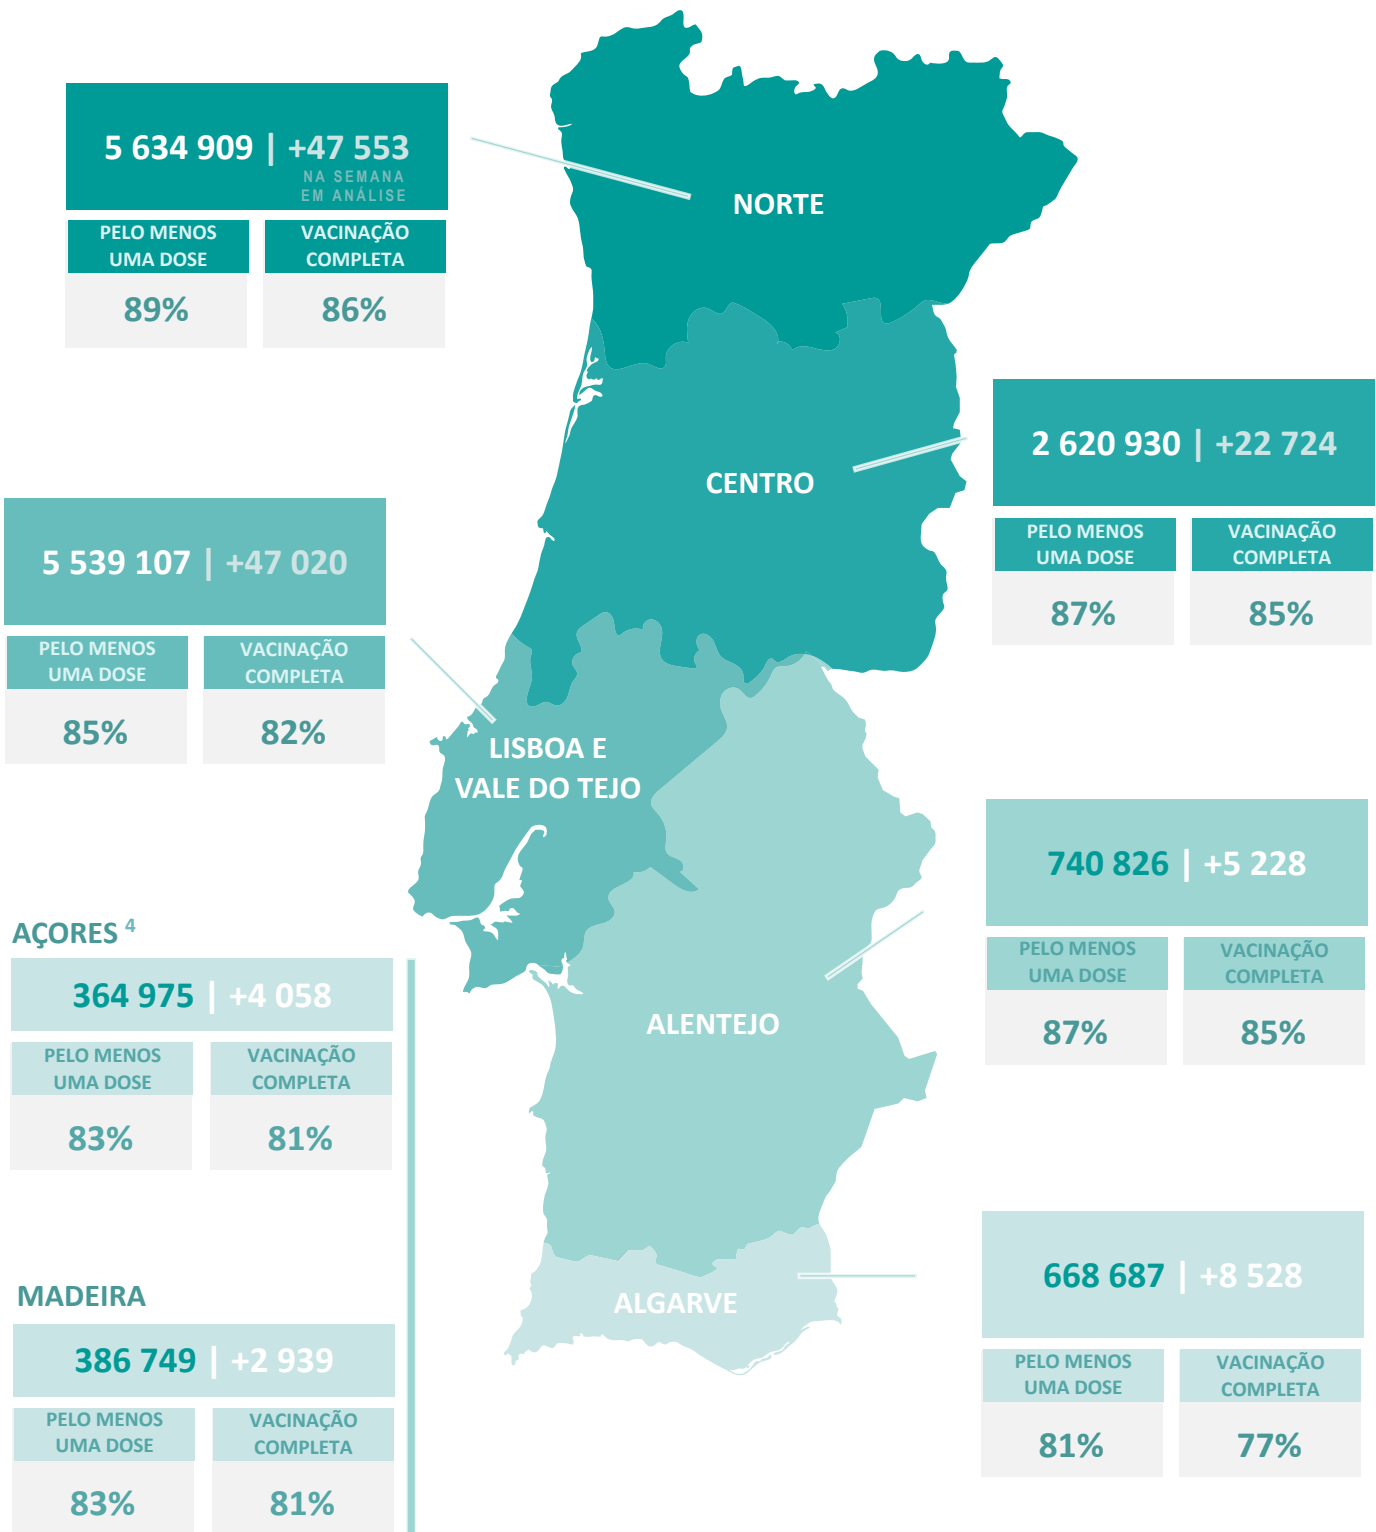 5 634 909 | +47 553
NA SEMANA
EM ANÁLISE
PELO MENOS
UMA DOSE
VACINAÇÃO
COMPLETA
89%
86%
NORTE
2 620 930 | +22 724
PELO MENOS
UMA DOSE
VACINAÇÃO
COMPLETA
87%
85%
CENTRO
5 539 107 | +47 020
PELO MENOS
UMA DOSE
VACINAÇÃO
COMPLETA
85%
82%
LISBOA E
VALE DO TEJO
740 826 | +5 228
PELO MENOS
UMA DOSE
VACINAÇÃO
COMPLETA
87%
85%
ALENTEJO
AÇORES 4
364 975 | +4 058
PELO MENOS
UMA DOSE
VACINAÇÃO
COMPLETA
83%
81%
668 687 | +8 528
PELO MENOS
UMA DOSE
VACINAÇÃO
COMPLETA
81%
77%
ALGARVE
MADEIRA
386 749 | +2 939
PELO MENOS
UMA DOSE
VACINAÇÃO
COMPLETA
83%
81%